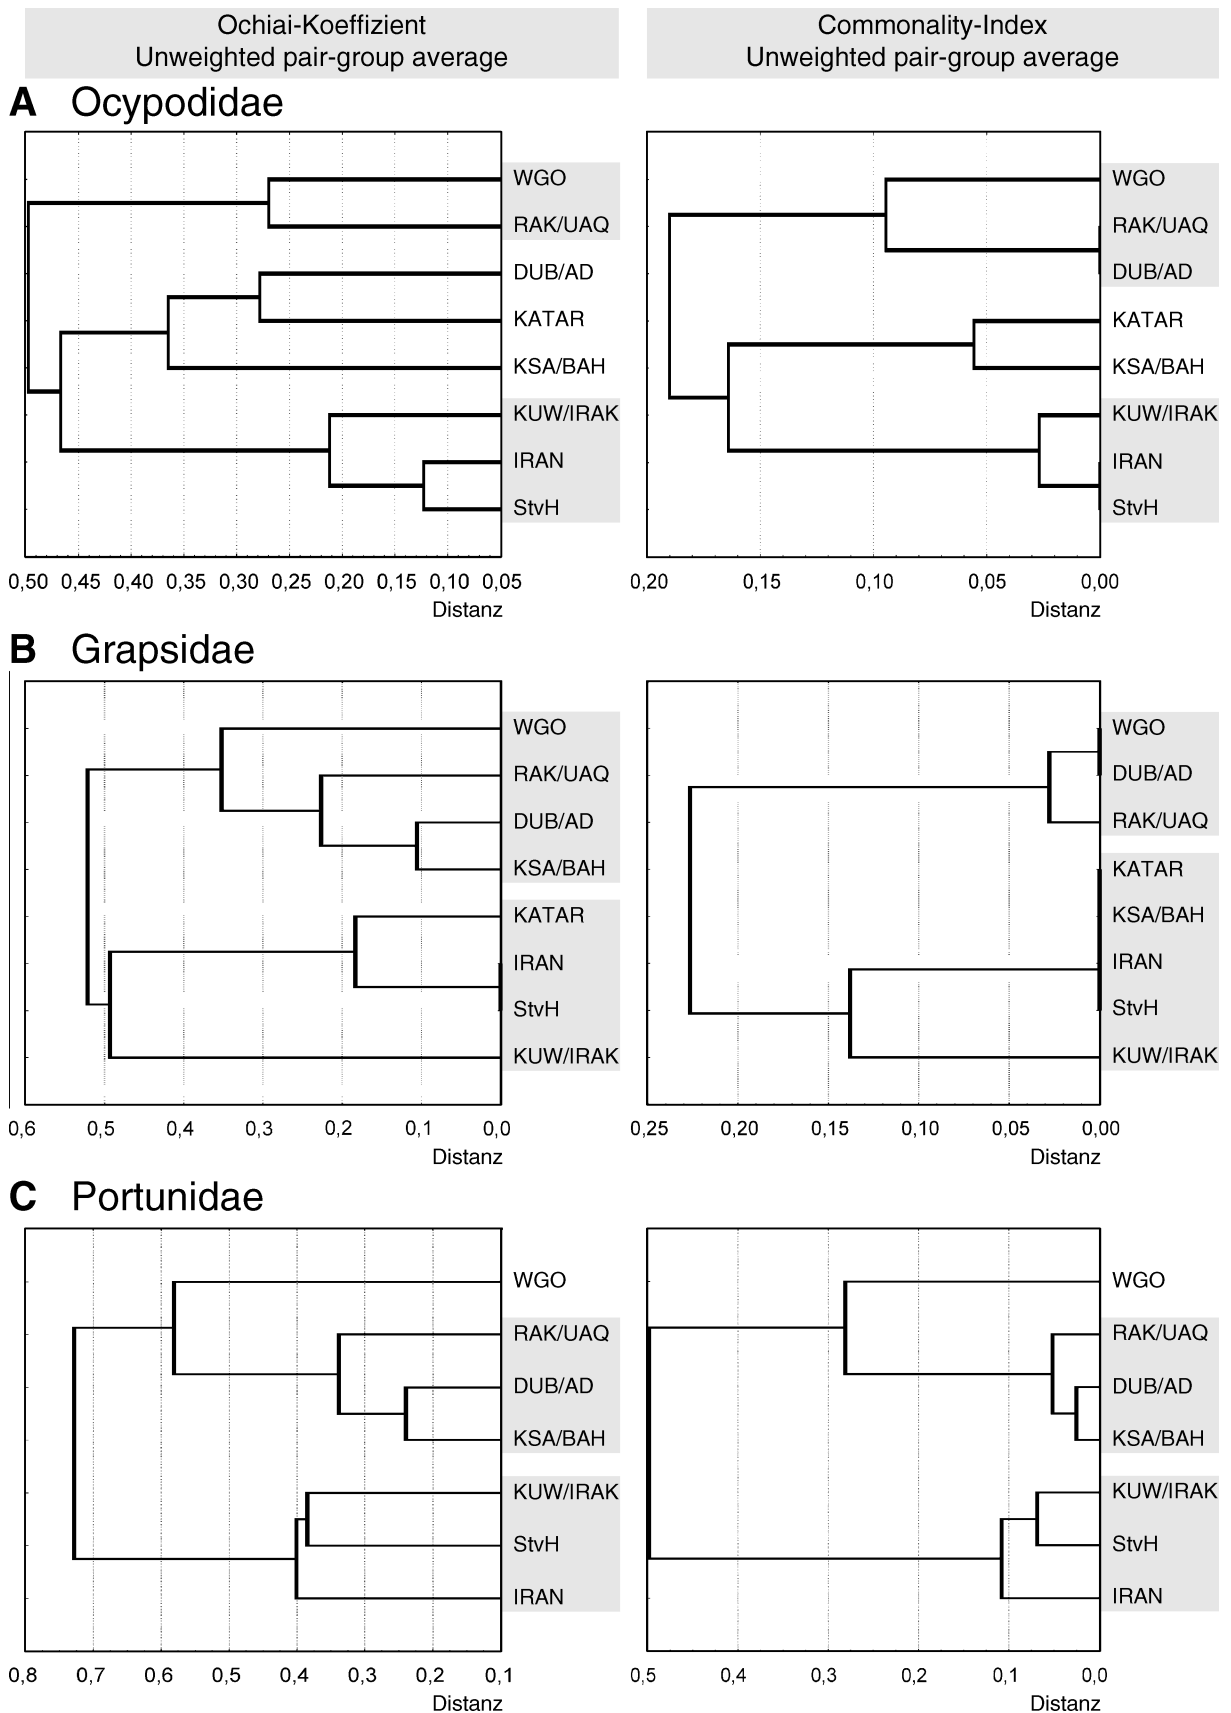 Ochiai-Koeffizient
Unweighted pair-group average
Commonality-Index
Unweighted pair-group average
A Ocypodidae
WGO
RAK/UAQ
DUB/AD
KATAR
KSA/BAH
KUW/IRAK
IRAN
StvH
0,50 0,45 0,40 0,35 0,30 0,25 0,20 0,15 0,10 0,05
Distanz
WGO
RAK/UAQ
DUB/AD
KATAR
KSA/BAH
KUW/IRAK
IRAN
StvH
0,20 0,15 0,10 0,05 0,00
Distanz
B Grapsidae
WGO
RAK/UAQ
DUB/AD
KSA/BAH
KATAR
IRAN
StvH
KUW/IRAK
0,6 0,5 0,4 0,3 0,2 0,1 0,0
Distanz
WGO
DUB/AD
RAK/UAQ
KATAR
KSA/BAH
IRAN
StvH
KUW/IRAK
0,25 0,20 0,15 0,10 0,05 0,00
Distanz
C Portunidae
WGO
RAK/UAQ
DUB/AD
KSA/BAH
KUW/IRAK
StvH
IRAN
0,8 0,7 0,6 0,5 0,4 0,3 0,2 0,1
Distanz
WGO
RAK/UAQ
DUB/AD
KSA/BAH
KUW/IRAK
StvH
IRAN
0,5 0,4 0,3 0,2 0,1 0,0
Distanz